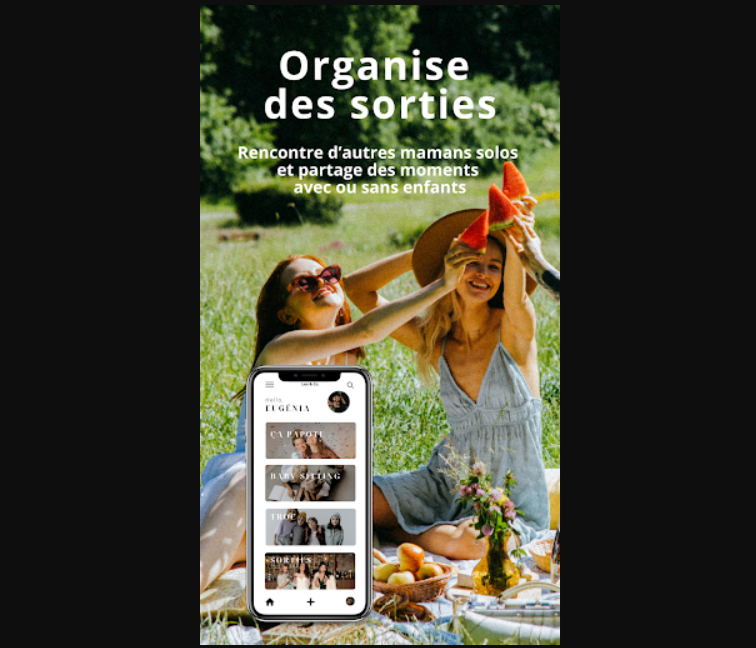 Organise
des sorties
Rencontre d’autres mamans solos
et partage des moments
avec ou sans enfants
Hello,
EUGÉNIA
ÇA PAPOTE
BABY SITTING
TROC
SORTIES